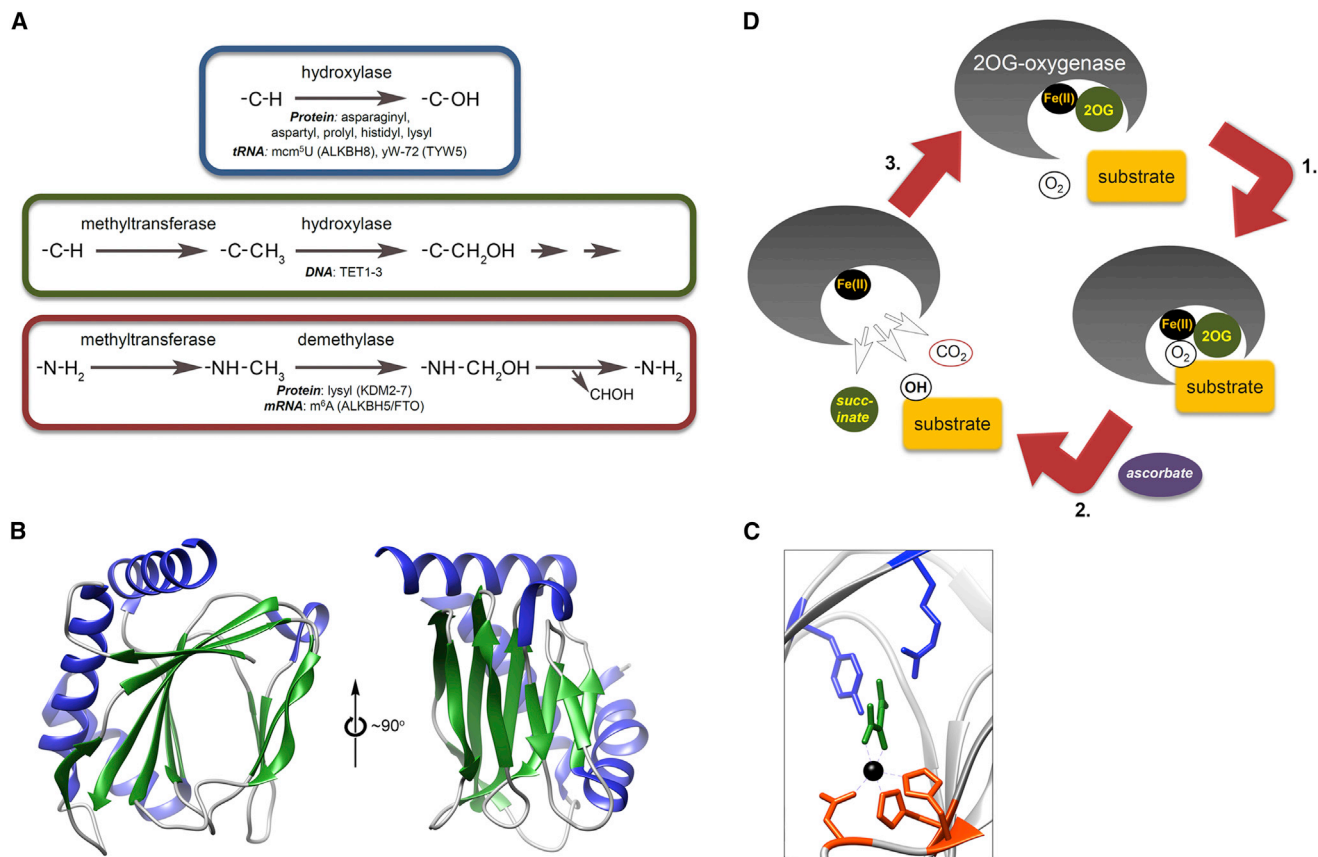 A
hydroxylase
-C-H -C-OH
Protein: asparaginyl,
aspartyl, prolyl, histidyl, lysyl
tRNA: mcm⁵U (ALKBH8), yW-72 (TYW5)
methyltransferase hydroxylase
-C-H -C-CH₃ -C-CH₂OH
DNA: TET1-3
methyltransferase demethylase
-N-H₂ -NH-CH₃ -NH-CH₂OH -N-H₂
CHOH
Protein: lysyl (KDM2-7)
mRNA: m⁶A (ALKBH5/FTO)
D
2OG-oxygenase
Fe(II) 2OG
O₂ substrate
1.
Fe(II) 2OG
O₂
substrate
ascorbate
2.
Fe(II)
CO₂
OH
succ-
inate
substrate
3.
B
~90°
C